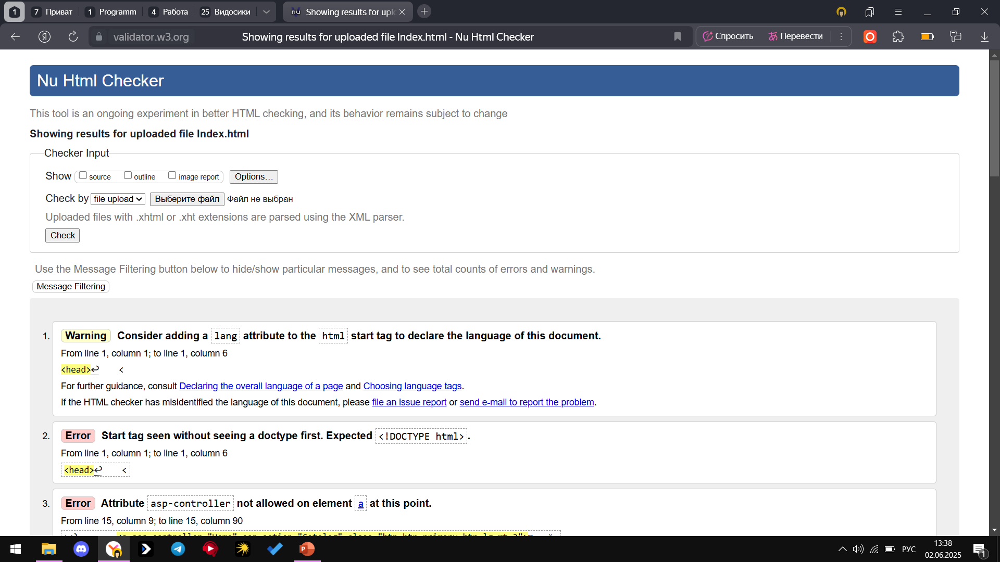 1 7 Приват 1 Programm 4 Работа 25 Видосики nu Showing results for upl
Я validator.w3.org Showing results for uploaded file Index.html - Nu Html Checker Спросить Перевести
Nu Html Checker
This tool is an ongoing experiment in better HTML checking, and its behavior remains subject to change
Showing results for uploaded file Index.html
Checker Input
Show source outline image report Options...
Check by file upload Выберите файл Файл не выбран
Uploaded files with .xhtml or .xht extensions are parsed using the XML parser.
Check
Use the Message Filtering button below to hide/show particular messages, and to see total counts of errors and warnings.
Message Filtering
1. Warning Consider adding a lang attribute to the html start tag to declare the language of this document.
From line 1, column 1; to line 1, column 6
<head>↩ <
For further guidance, consult Declaring the overall language of a page and Choosing language tags.
If the HTML checker has misidentified the language of this document, please file an issue report or send e-mail to report the problem.
2. Error Start tag seen without seeing a doctype first. Expected <!DOCTYPE html>.
From line 1, column 1; to line 1, column 6
<head>↩ <
3. Error Attribute asp-controller not allowed on element a at this point.
From line 15, column 9; to line 15, column 90
РУС
13:38
02.06.2025
1